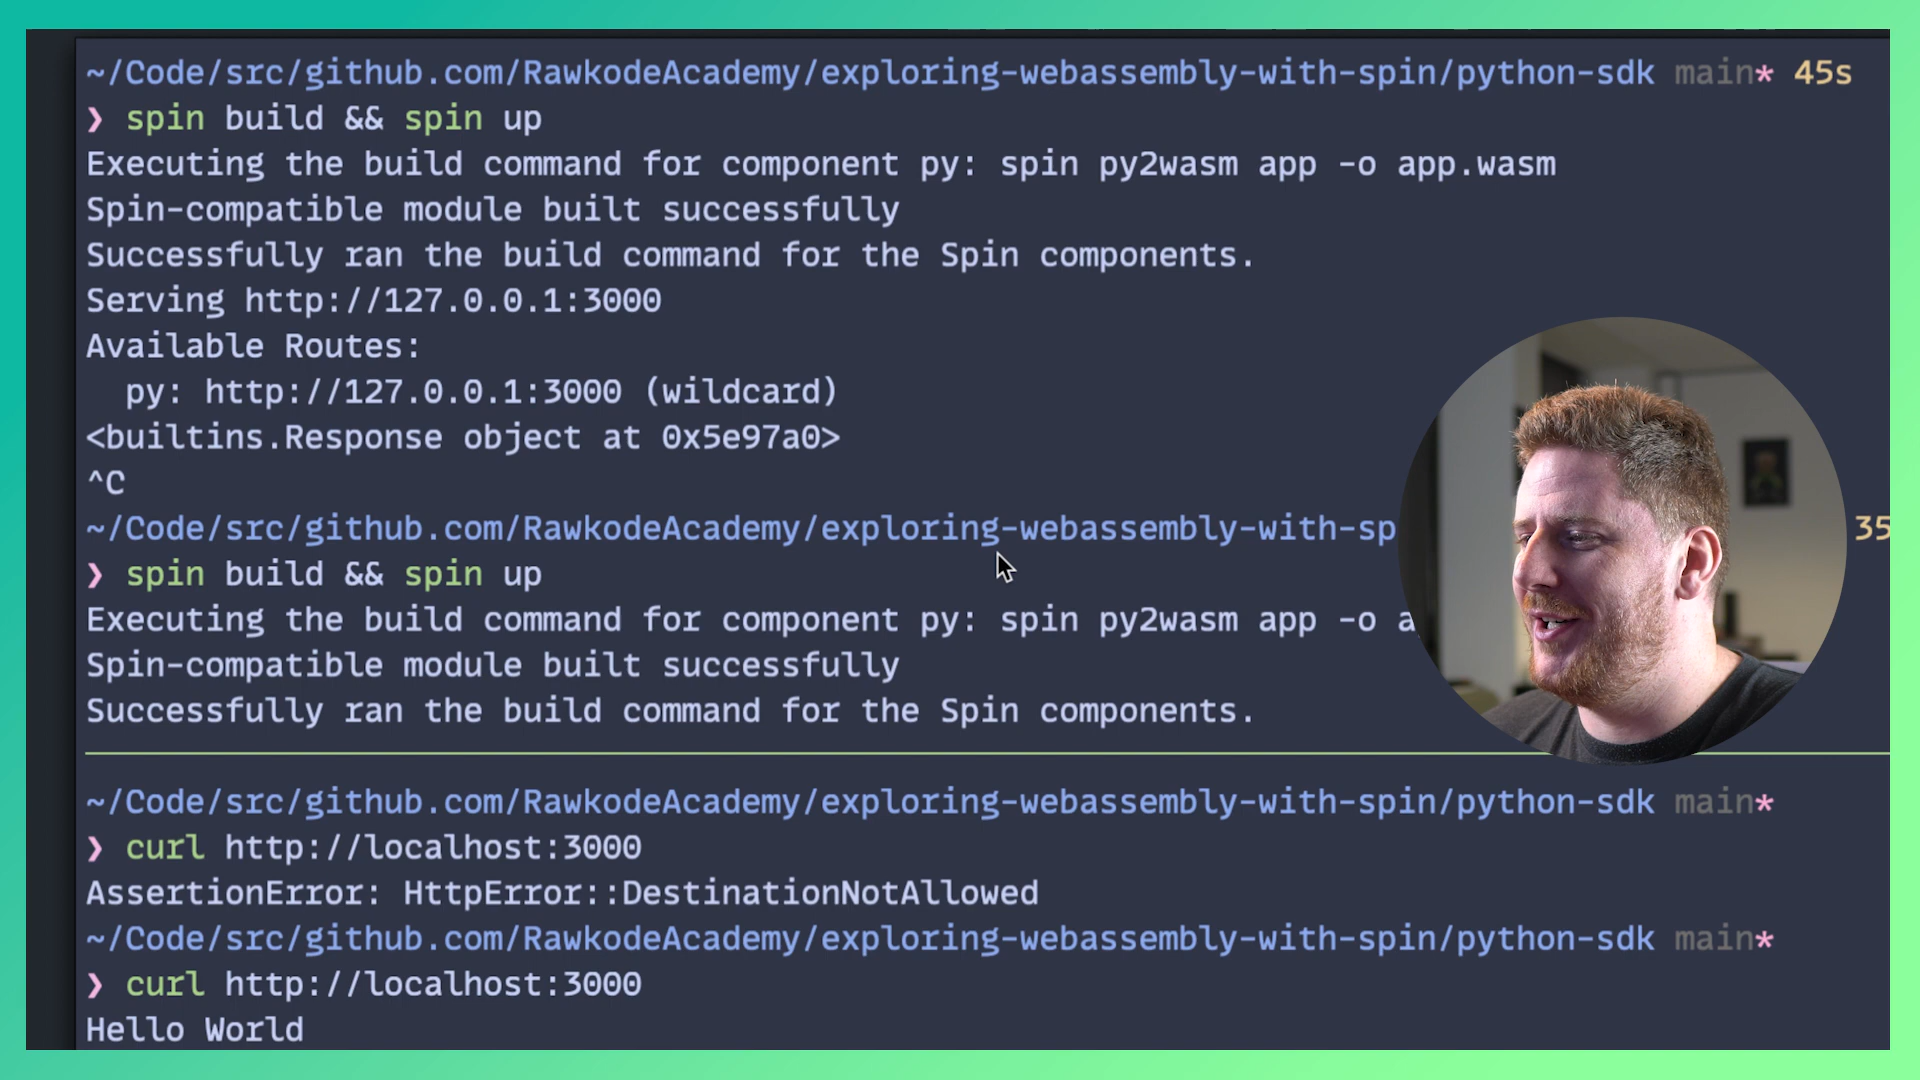 ~/Code/src/github.com/RawkodeAcademy/exploring-webassembly-with-spin/python-sdk main* 45s
❯ spin build && spin up
Executing the build command for component py: spin py2wasm app -o app.wasm
Spin-compatible module built successfully
Successfully ran the build command for the Spin components.
Serving http://127.0.0.1:3000
Available Routes:
  py: http://127.0.0.1:3000 (wildcard)
<builtins.Response object at 0x5e97a0>
^C
~/Code/src/github.com/RawkodeAcademy/exploring-webassembly-with-sp 35
❯ spin build && spin up
Executing the build command for component py: spin py2wasm app -o a
Spin-compatible module built successfully
Successfully ran the build command for the Spin components.
~/Code/src/github.com/RawkodeAcademy/exploring-webassembly-with-spin/python-sdk main*
❯ curl http://localhost:3000
AssertionError: HttpError::DestinationNotAllowed
~/Code/src/github.com/RawkodeAcademy/exploring-webassembly-with-spin/python-sdk main*
❯ curl http://localhost:3000
Hello World